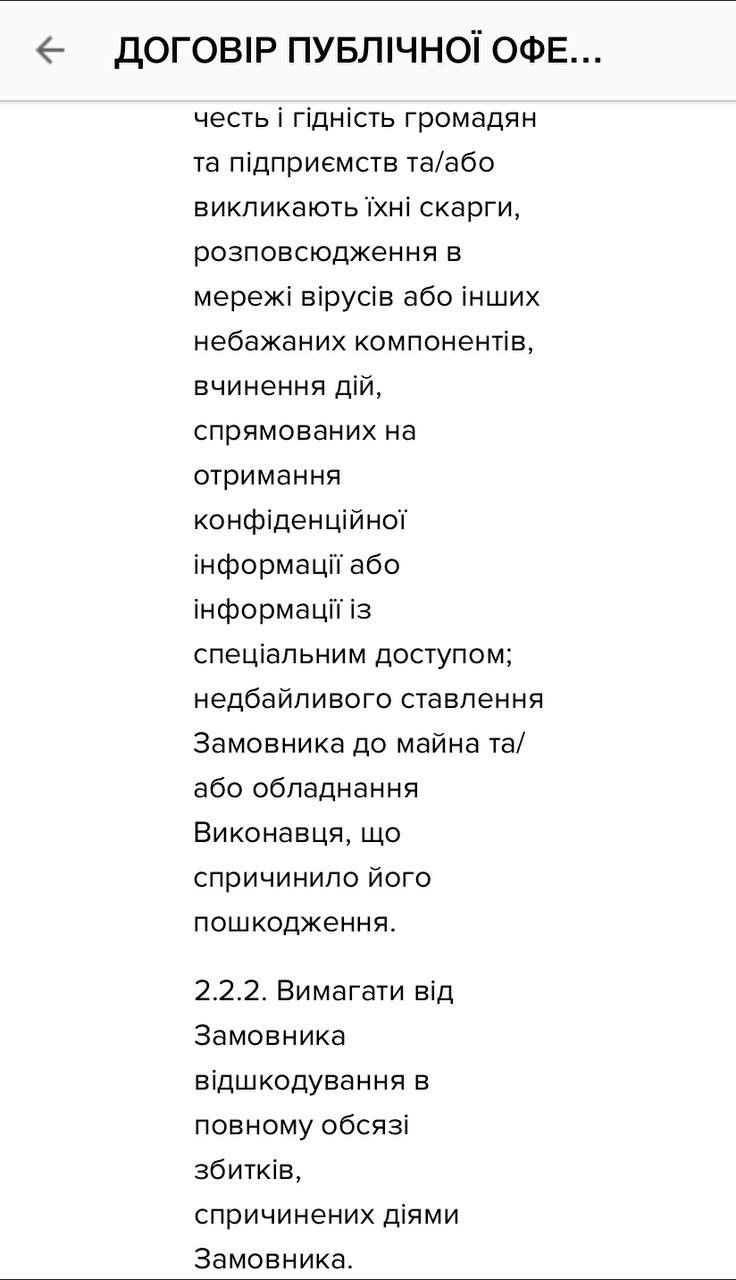 ДОГОВІР ПУБЛІЧНОЇ ОФЕ...
честь і гідність громадян
та підприємств та/або
викликають їхні скарги,
розповсюдження в
мережі вірусів або інших
небажаних компонентів,
вчинення дій,
спрямованих на
отримання
конфіденційної
інформації або
інформації із
спеціальним доступом;
недбайливого ставлення
Замовника до майна та/
або обладнання
Виконавця, що
спричинило його
пошкодження.
2.2.2. Вимагати від
Замовника
відшкодування в
повному обсязі
збитків,
спричинених діями
Замовника.